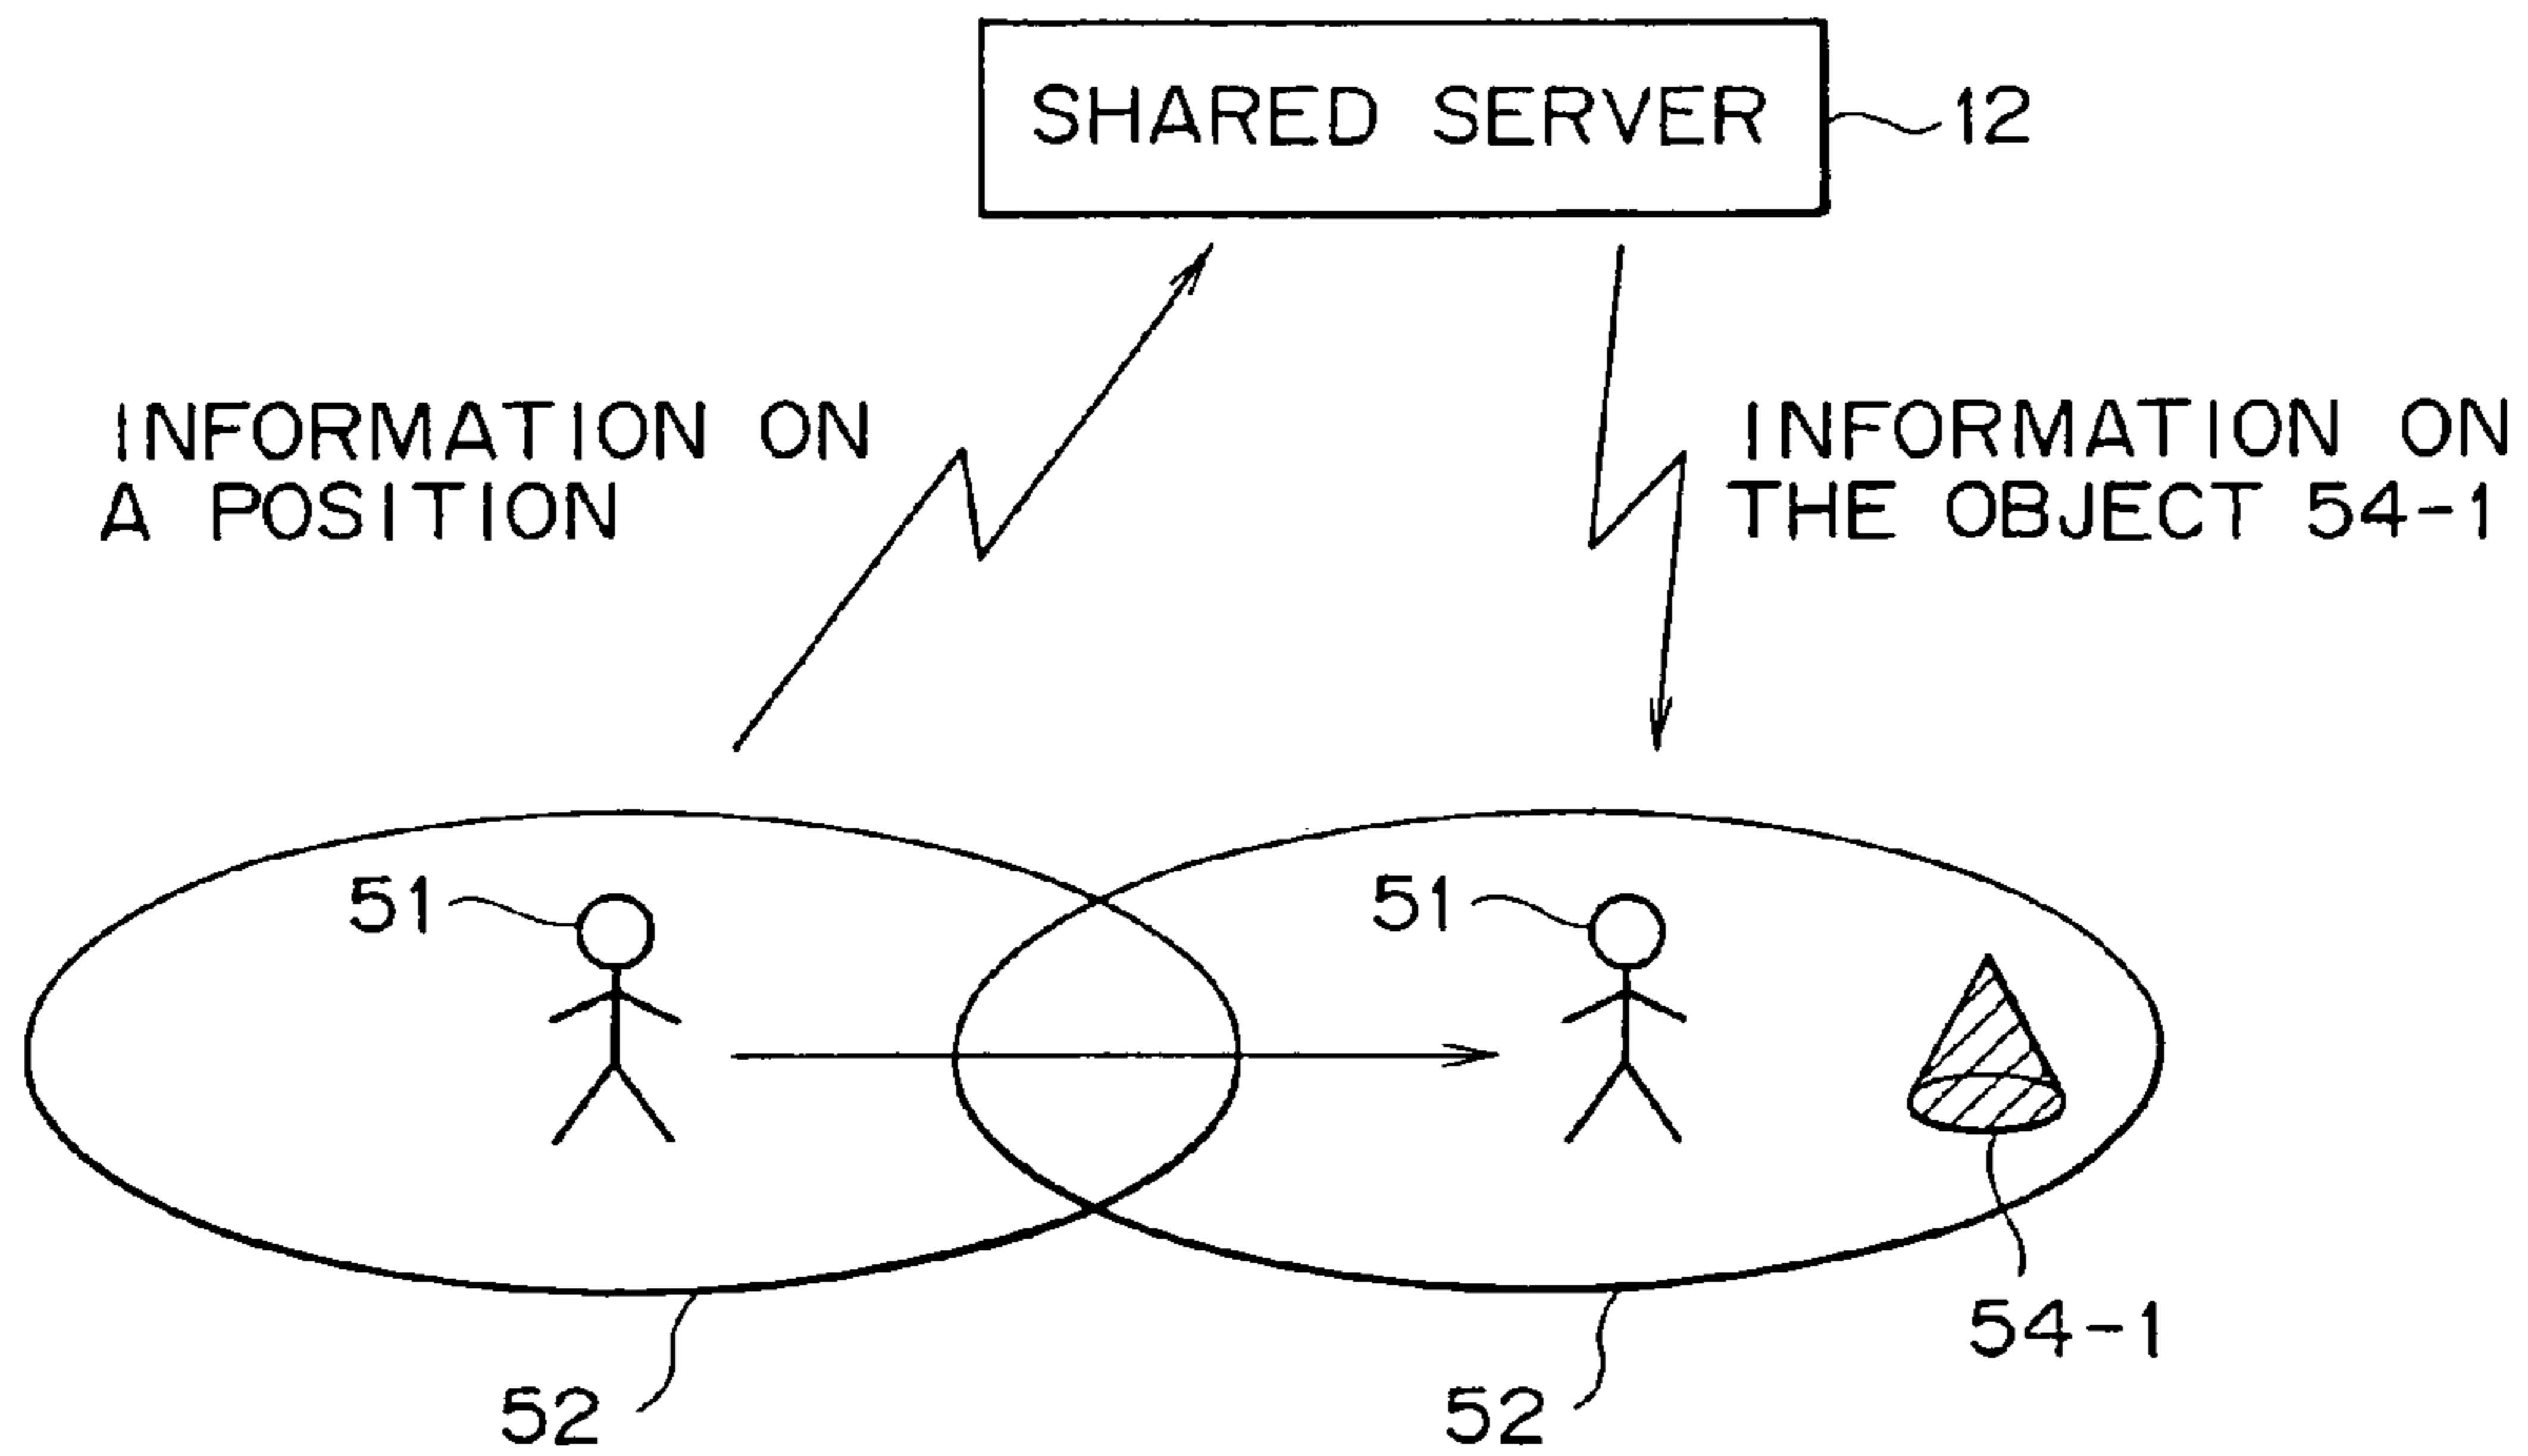 SHARED SERVER
12
INFORMATION ON
A POSITION
INFORMATION ON
THE OBJECT 54-1
51
51
54-1
52
52